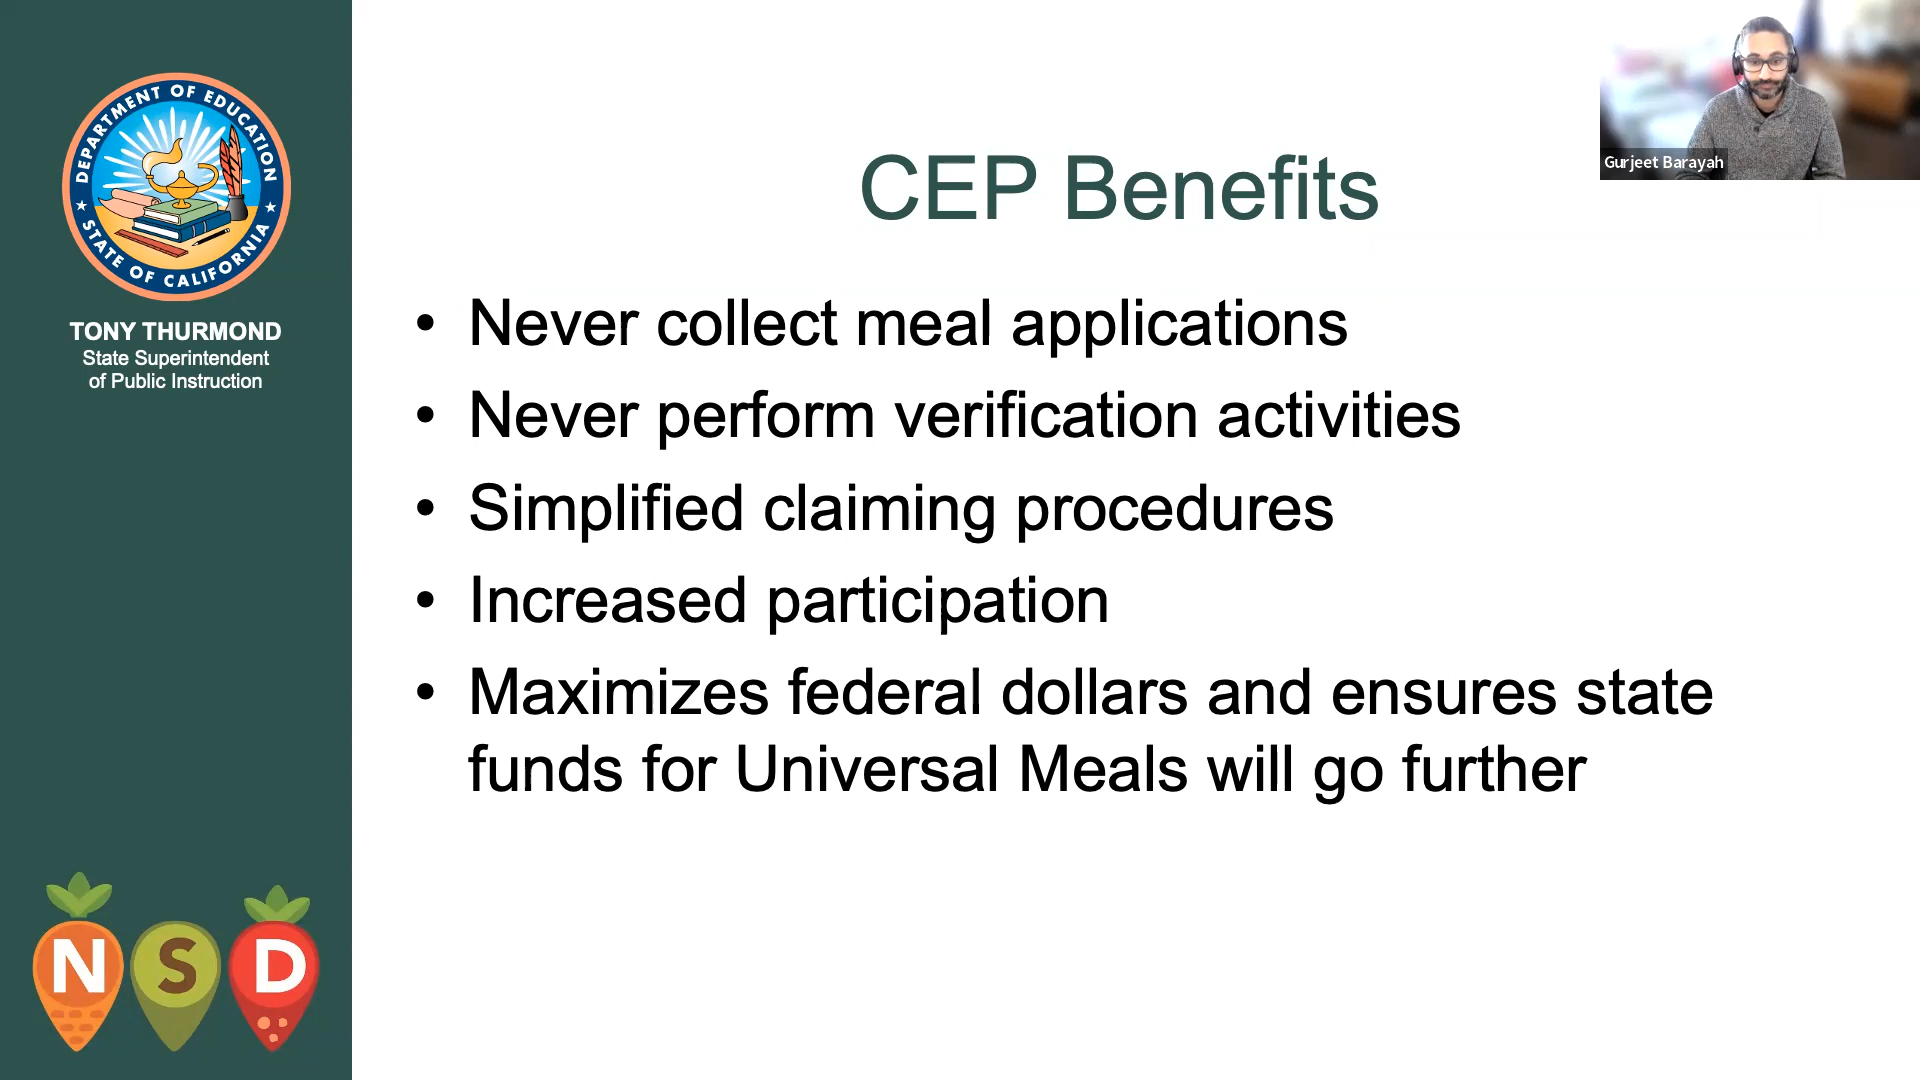 DEPARTMENT OF EDUCATION
STATE OF CALIFORNIA
TONY THURMOND
State Superintendent
of Public Instruction
NSD
Gurjeet Barayah
CEP Benefits
• Never collect meal applications
• Never perform verification activities
• Simplified claiming procedures
• Increased participation
• Maximizes federal dollars and ensures state
funds for Universal Meals will go further